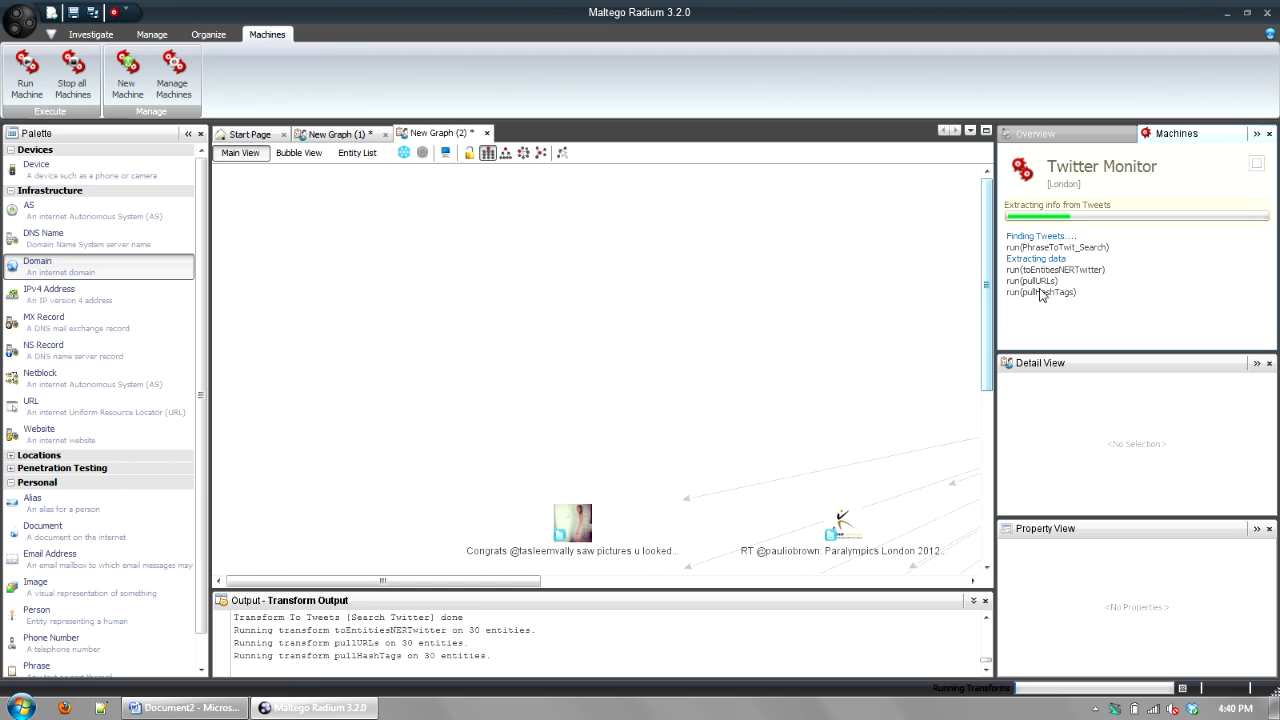 Maltego Radium 3.2.0
Investigate
Manage
Organize
Machines
Run Machine
Stop all Machines
New Machine
Manage Machines
Execute
Manage
Palette
Devices
Device
A device such as a phone or camera
Infrastructure
AS
An internet Autonomous System (AS)
DNS Name
Domain Name System server name
Domain
An internet domain
IPv4 Address
An IP version 4 address
MX Record
A DNS mail exchange record
NS Record
A DNS name server record
Netblock
An internet Autonomous System (AS)
URL
An internet Uniform Resource Locator (URL)
Website
An internet website
Locations
Penetration Testing
Personal
Alias
An alias for a person
Document
A document on the internet
Email Address
An email mailbox to which email messages may
Image
A visual representation of something
Person
Entity representing a human
Phone Number
A telephone number
Phrase
Start Page
New Graph (1) *
New Graph (2) *
Main View
Bubble View
Entity List
Congrats @tasleemvally saw pictures u looked...
RT @pauliobrown: Paralympics London 2012...
Output - Transform Output
Transform To Tweets [Search Twitter] done
Running transform toEntitiesNERTwitter on 30 entities.
Running transform pullURLs on 30 entities.
Running transform pullHashTags on 30 entities.
Overview
Machines
Twitter Monitor
[London]
Extracting info from Tweets
Finding Tweets....
run(PhraseToTwit_Search)
Extracting data
run(toEntitiesNERTwitter)
run(pullURLs)
run(pullHashTags)
Detail View
<No Selection>
Property View
<No Properties>
Running Transforms
Document2 - Micros...
Maltego Radium 3.2.0
4:40 PM